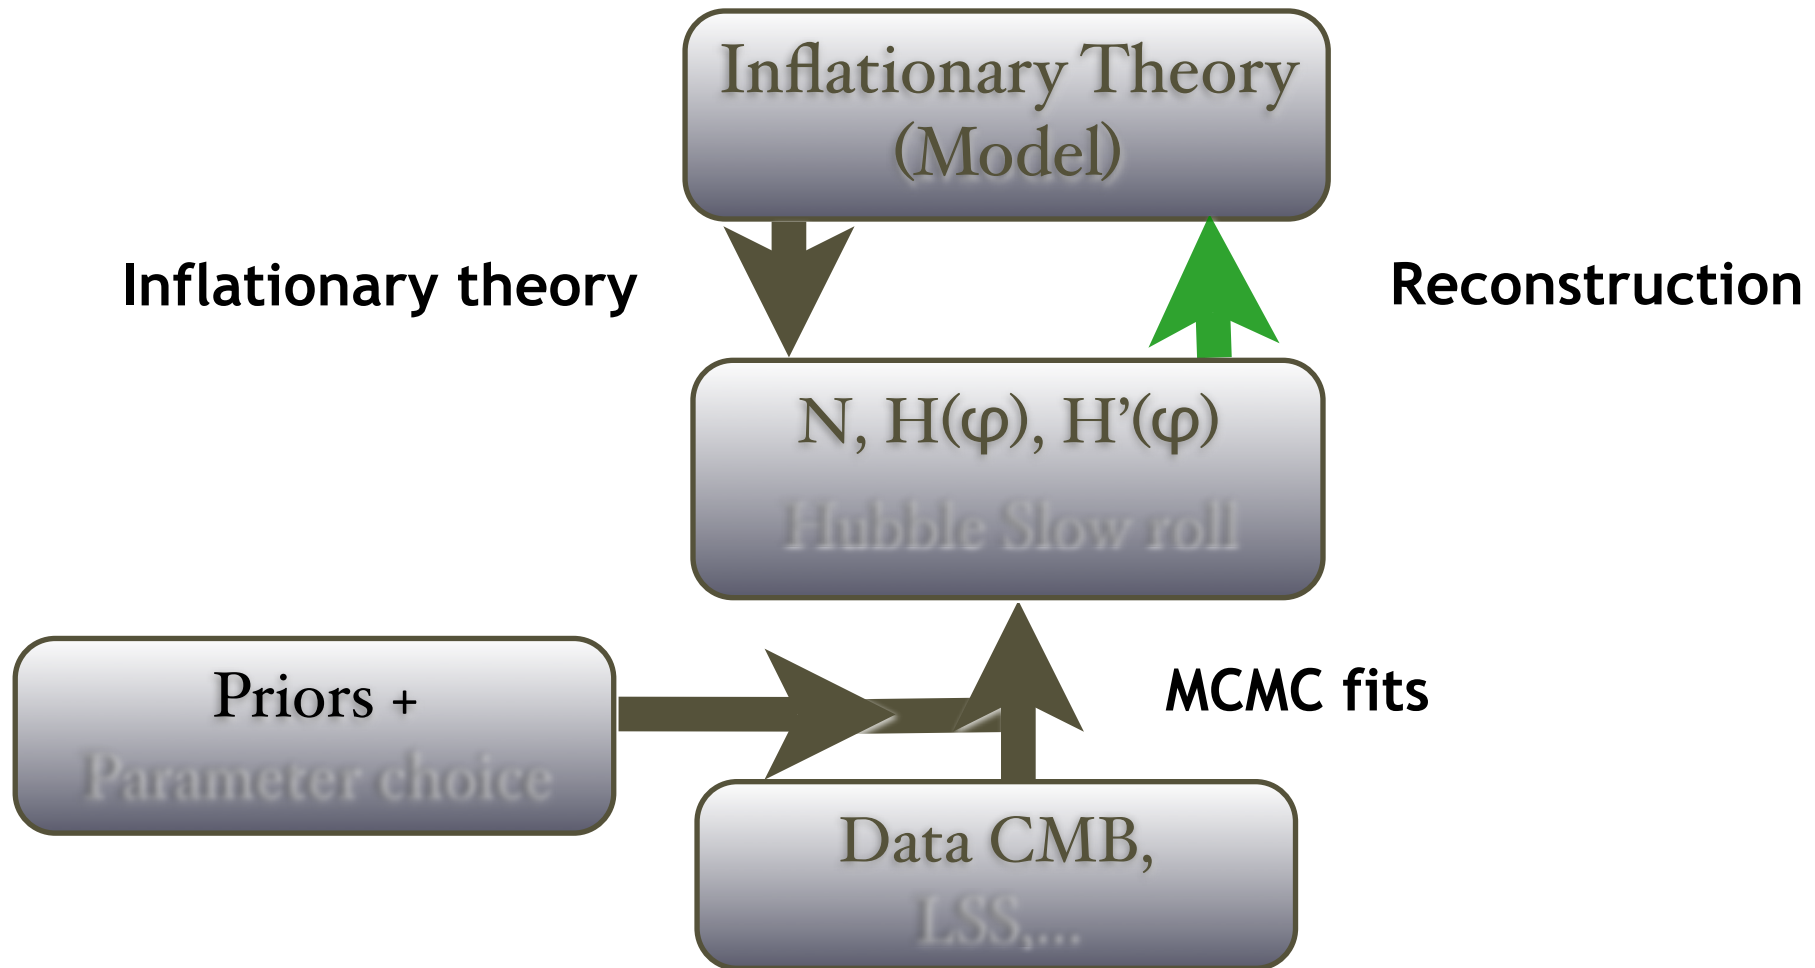 Inflationary Theory
(Model)
Inflationary theory
Reconstruction
N, H(φ), H’(φ)
Hubble Slow roll
Priors +
Parameter choice
MCMC fits
Data CMB,
LSS,...